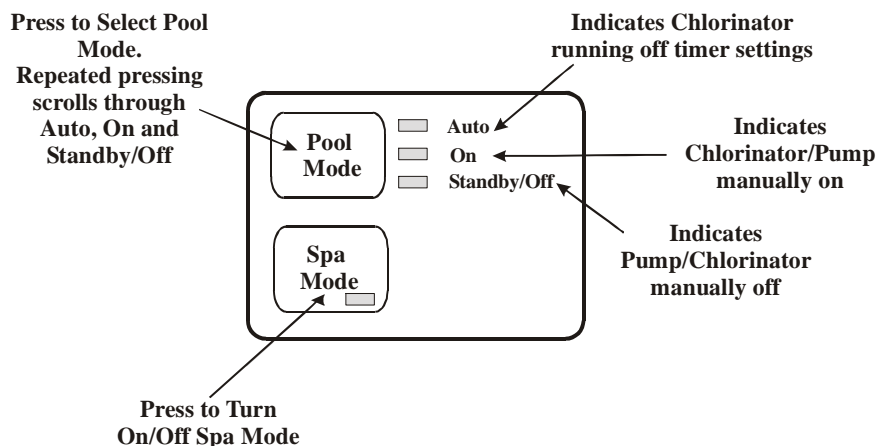 Press to Select Pool
Mode.
Repeated pressing
scrolls through
Auto, On and
Standby/Off
Indicates Chlorinator
running off timer settings
Pool
Mode
Auto
On
Standby/Off
Indicates
Chlorinator/Pump
manually on
Indicates
Pump/Chlorinator
manually off
Spa
Mode
Press to Turn
On/Off Spa Mode